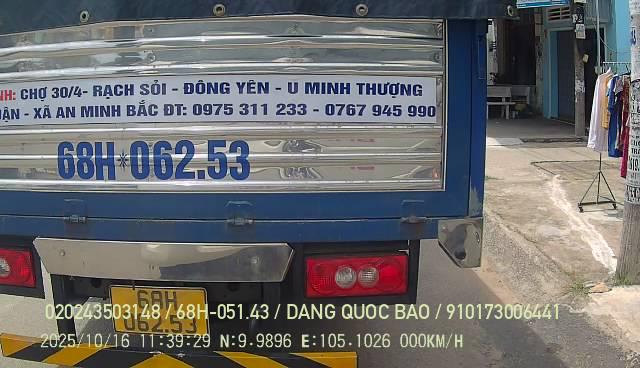 NH: CHỢ 30/4- RẠCH SỎI - ĐÔNG YÊN - U MINH THƯỢNG
UẬN - XÃ AN MINH BẮC ĐT: 0975 311 233 - 0767 945 990
68H*062.53
68H
062.53
020243503148 / 68H-051.43 / DANG QUOC BAO / 910173006441
2025/10/16 11:39:29 N:9.9896 E:105.1026 000KM/H